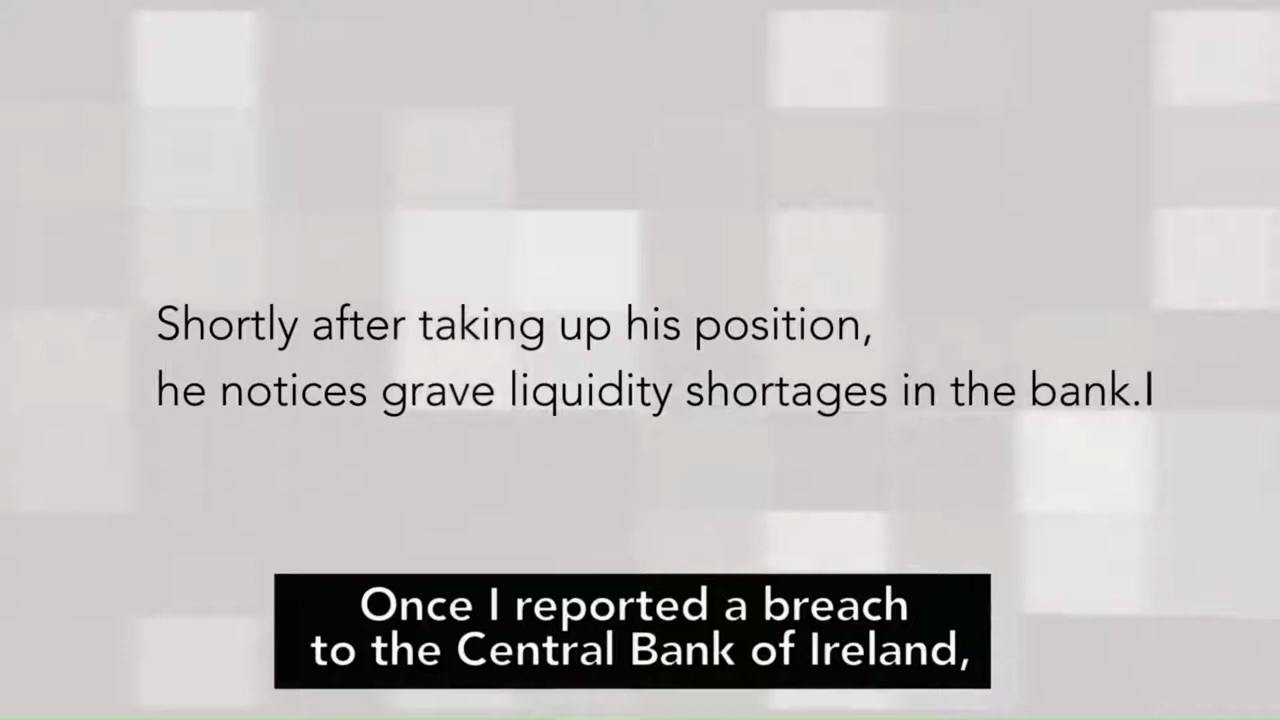 Shortly after taking up his position,
he notices grave liquidity shortages in the bank.I
Once I reported a breach
to the Central Bank of Ireland,